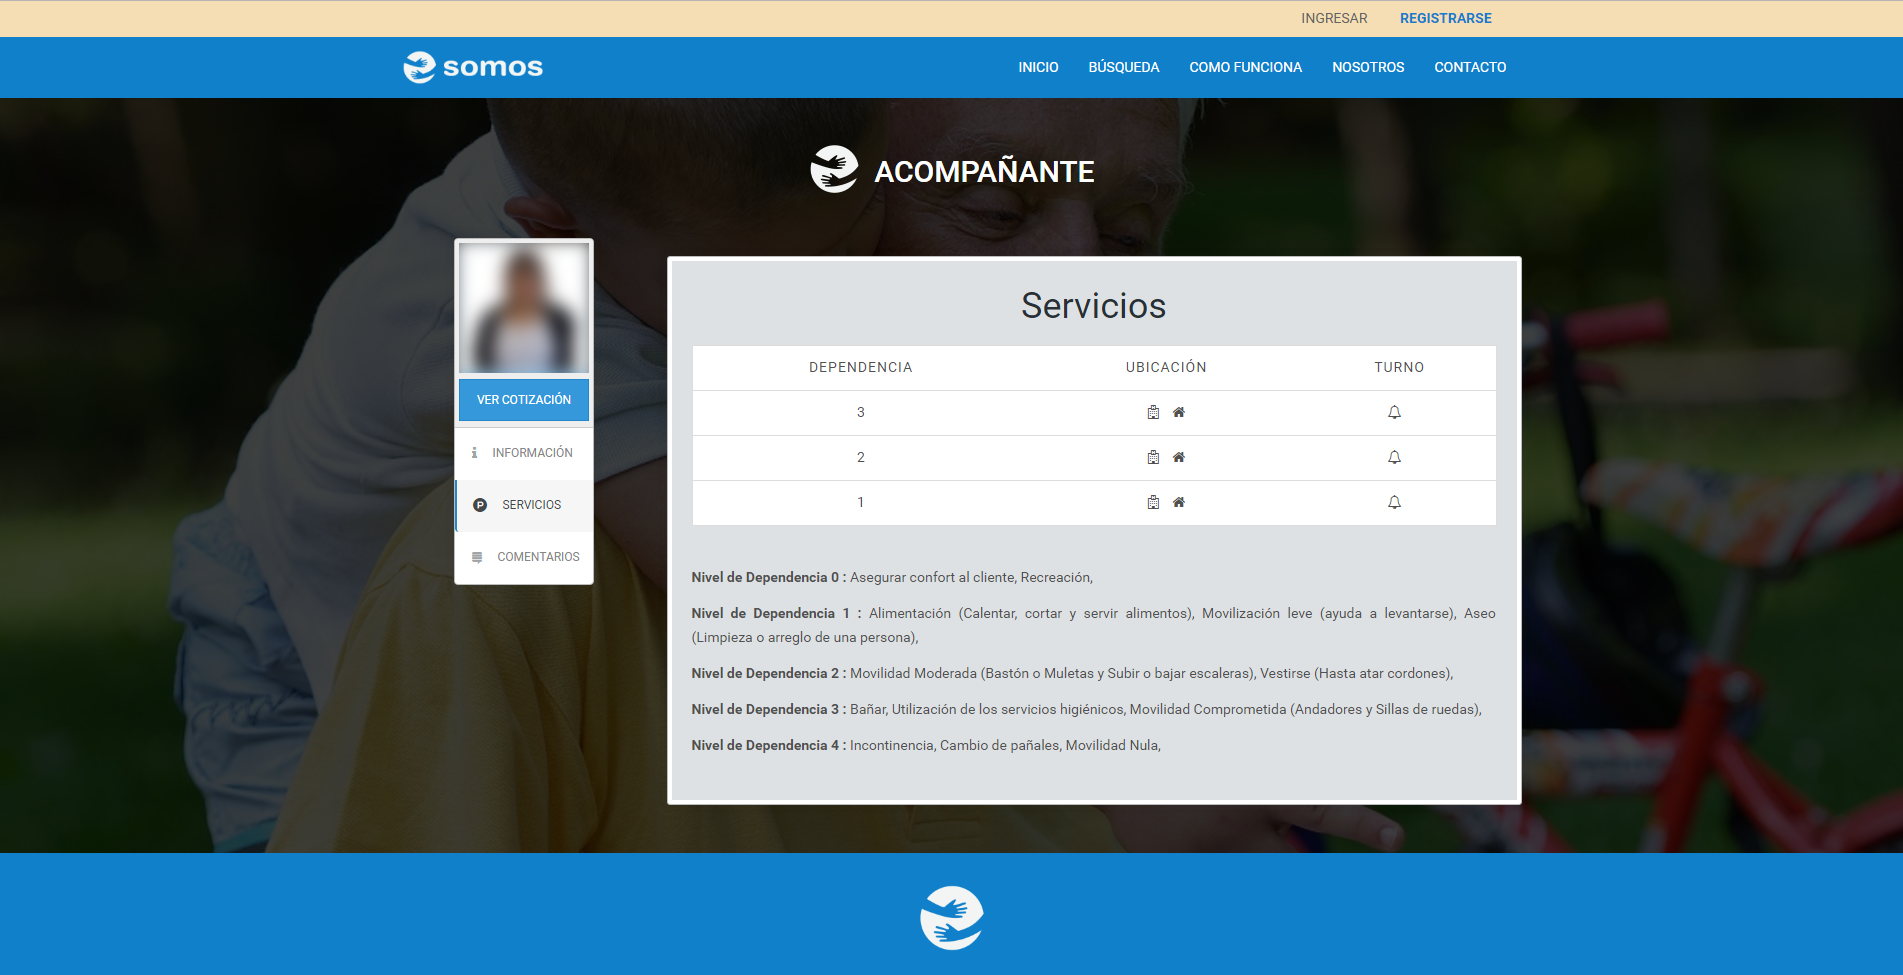 INGRESAR REGISTRARSE
somos INICIO BÚSQUEDA COMO FUNCIONA NOSOTROS CONTACTO
ACOMPAÑANTE
VER COTIZACIÓN
INFORMACIÓN
SERVICIOS
COMENTARIOS
Servicios
DEPENDENCIA UBICACIÓN TURNO
3
2
1
Nivel de Dependencia 0 : Asegurar confort al cliente, Recreación,
Nivel de Dependencia 1 : Alimentación (Calentar, cortar y servir alimentos), Movilización leve (ayuda a levantarse), Aseo
(Limpieza o arreglo de una persona),
Nivel de Dependencia 2 : Movilidad Moderada (Bastón o Muletas y Subir o bajar escaleras), Vestirse (Hasta atar cordones),
Nivel de Dependencia 3 : Bañar, Utilización de los servicios higiénicos, Movilidad Comprometida (Andadores y Sillas de ruedas),
Nivel de Dependencia 4 : Incontinencia, Cambio de pañales, Movilidad Nula,